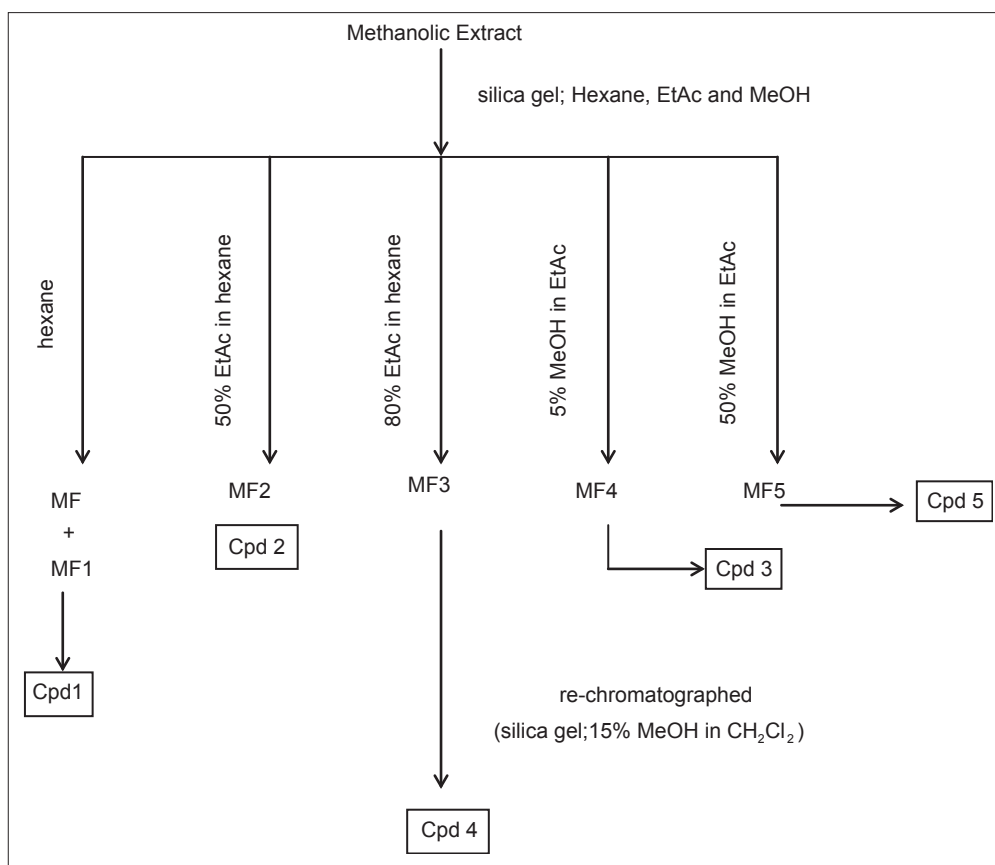 Methanolic Extract
silica gel; Hexane, EtAc and MeOH
hexane
50% EtAc in hexane
80% EtAc in hexane
5% MeOH in EtAc
50% MeOH in EtAc
MF
+
MF1
MF2
MF3
MF4
MF5
Cpd 5
Cpd 2
Cpd 3
Cpd1
re-chromatographed
(silica gel;15% MeOH in CH₂Cl₂)
Cpd 4